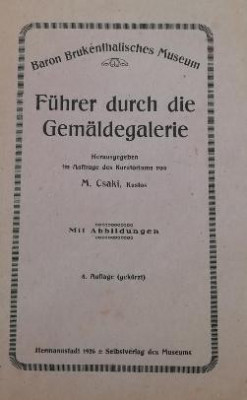 Baron Brukenthalisches Museum
Führer durch die
Gemäldegalerie
Herausgegeben
im Auftrage des Kuratoriums von
M. Csaki, Kustos
Mit Abbildungen
4. Auflage (gekürzt)
Hermannstadt 1926 Selbstverlag des Museums